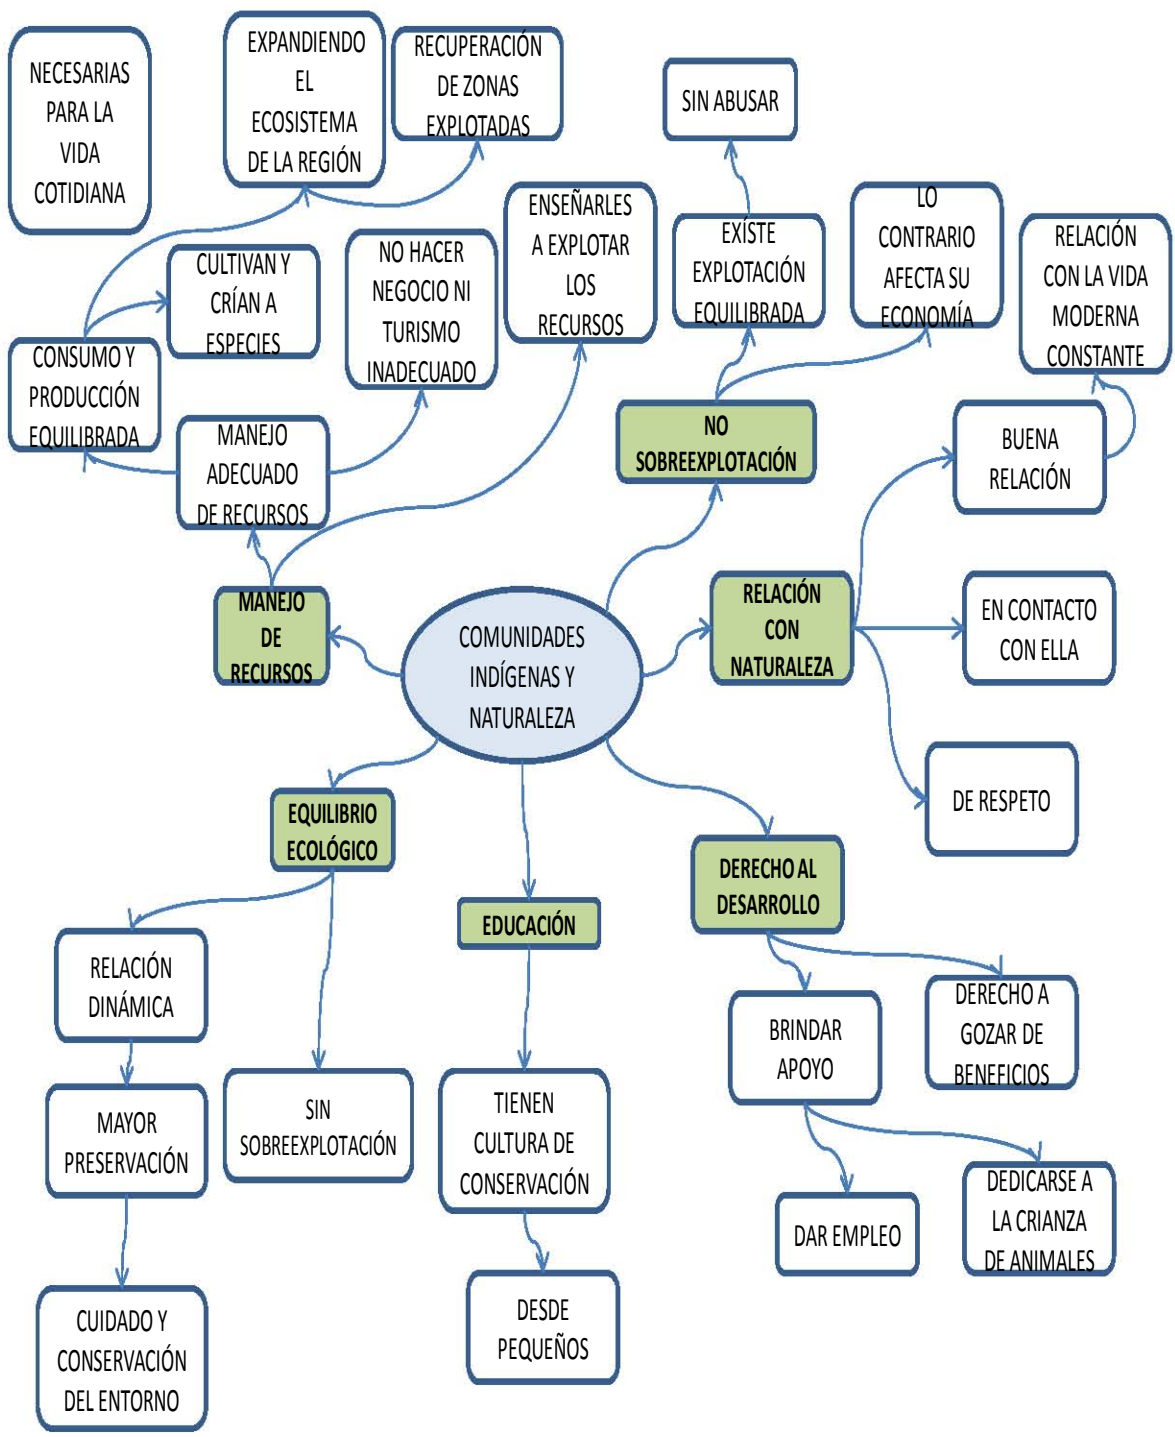 NECESARIAS
PARA LA
VIDA
COTIDIANA
EXPANDIENDO
EL
ECOSISTEMA
DE LA REGIÓN
RECUPERACIÓN
DE ZONAS
EXPLOTADAS
SIN ABUSAR
CULTIVAN Y
CRÍAN A
ESPECIES
NO HACER
NEGOCIO NI
TURISMO
INADECUADO
ENSEÑARLES
A EXPLOTAR
LOS
RECURSOS
EXÍSTE
EXPLOTACIÓN
EQUILIBRADA
LO
CONTRARIO
AFECTA SU
ECONOMÍA
RELACIÓN
CON LA VIDA
MODERNA
CONSTANTE
CONSUMO Y
PRODUCCIÓN
EQUILIBRADA
MANEJO
ADECUADO
DE RECURSOS
NO
SOBREEXPLOTACIÓN
BUENA
RELACIÓN
MANEJO
DE
RECURSOS
COMUNIDADES
INDÍGENAS Y
NATURALEZA
RELACIÓN
CON
NATURALEZA
EN CONTACTO
CON ELLA
DE RESPETO
EQUILIBRIO
ECOLÓGICO
EDUCACIÓN
DERECHO AL
DESARROLLO
RELACIÓN
DINÁMICA
BRINDAR
APOYO
DERECHO A
GOZAR DE
BENEFICIOS
MAYOR
PRESERVACIÓN
SIN
SOBREEXPLOTACIÓN
TIENEN
CULTURA DE
CONSERVACIÓN
DAR EMPLEO
DEDICARSE A
LA CRIANZA
DE ANIMALES
CUIDADO Y
CONSERVACIÓN
DEL ENTORNO
DESDE
PEQUEÑOS